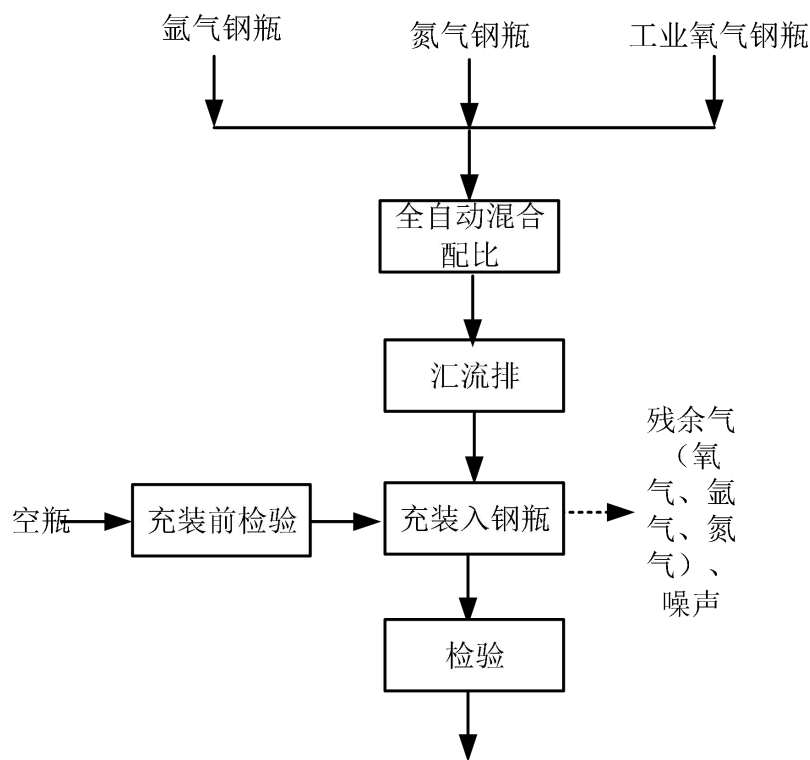 氩气钢瓶
氮气钢瓶
工业氧气钢瓶
全自动混合
配比
汇流排
空瓶
充装前检验
充装入钢瓶
残余气
（氧
气、氩
气、氮
气）、
噪声
检验